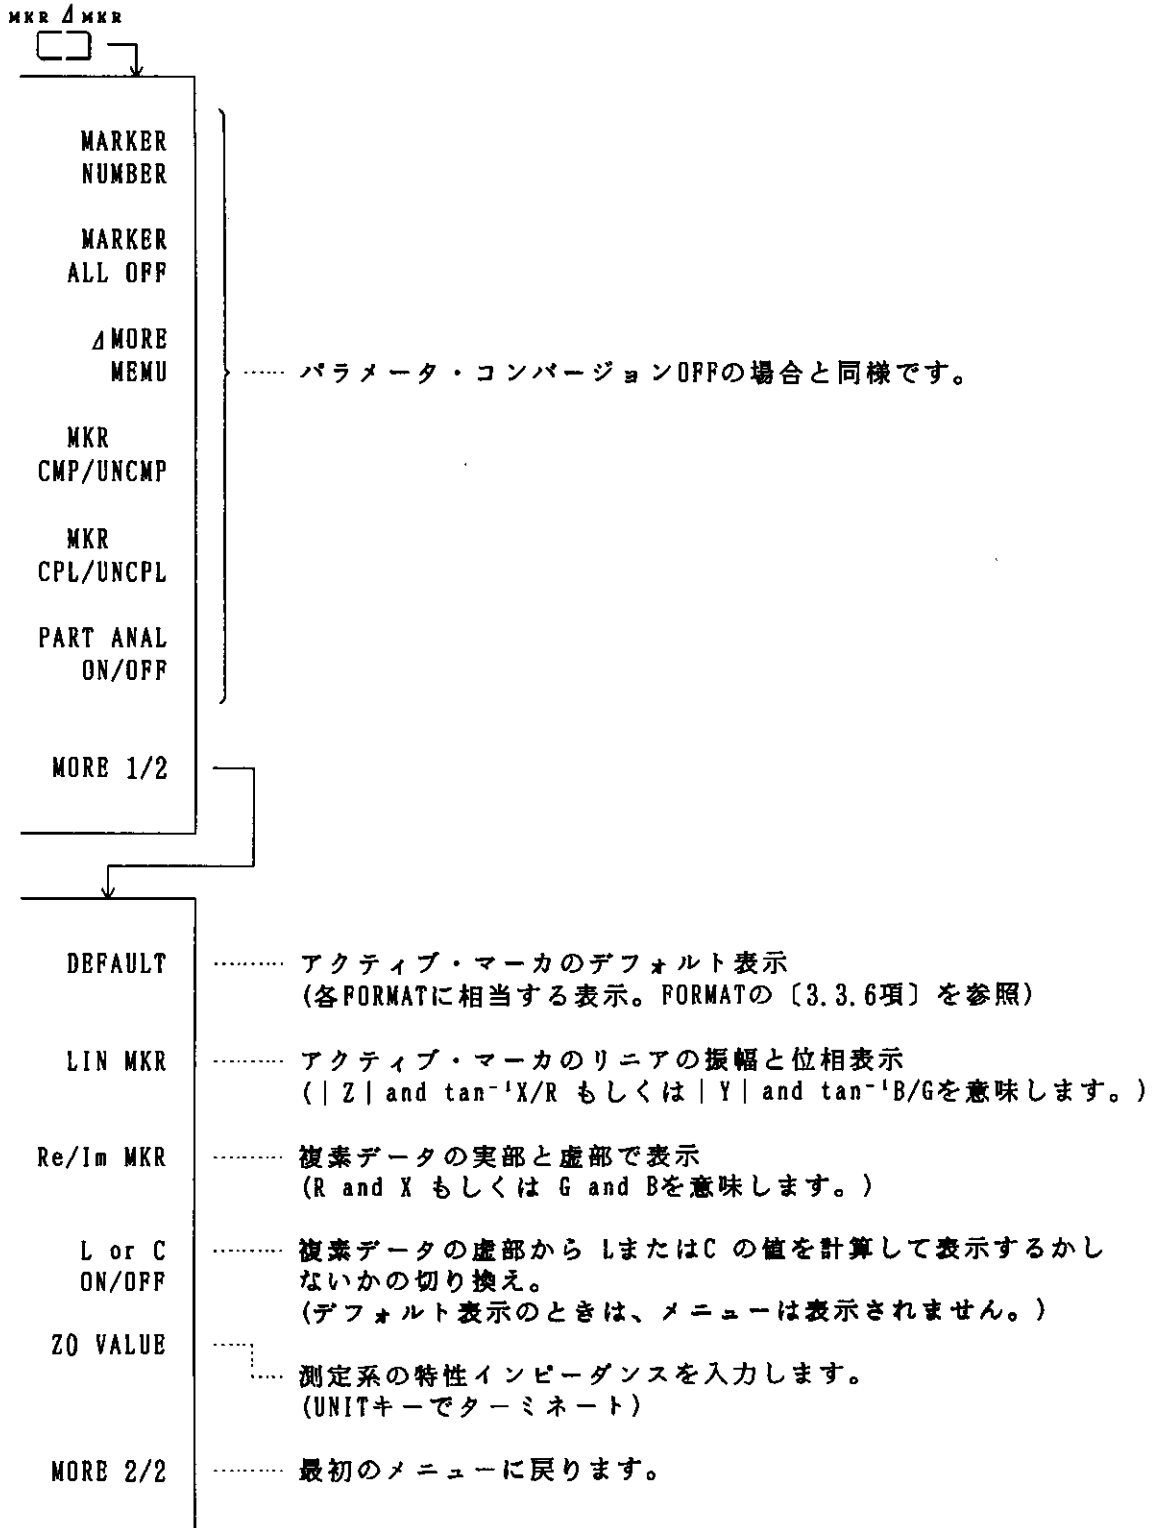 MKR ⊿ MKR
MARKER
NUMBER
MARKER
ALL OFF
⊿MORE
MEMU
…… パラメータ・コンバージョンOFFの場合と同様です。
MKR
CMP/UNCMP
MKR
CPL/UNCPL
PART ANAL
ON/OFF
MORE 1/2
DEFAULT ……… アクティブ・マーカのデフォルト表示
(各FORMATに相当する表示。FORMATの〔3.3.6項〕を参照)
LIN MKR ……… アクティブ・マーカのリニアの振幅と位相表示
(|Z| and tan⁻¹X/R もしくは |Y| and tan⁻¹B/Gを意味します。)
Re/Im MKR ……… 複素データの実部と虚部で表示
(R and X もしくは G and Bを意味します。)
L or C ……… 複素データの虚部から LまたはC の値を計算して表示するかし
ON/OFF ないかの切り換え。
(デフォルト表示のときは、メニューは表示されません。)
ZO VALUE
…… 測定系の特性インピーダンスを入力します。
(UNITキーでターミネート)
MORE 2/2 ……… 最初のメニューに戻ります。